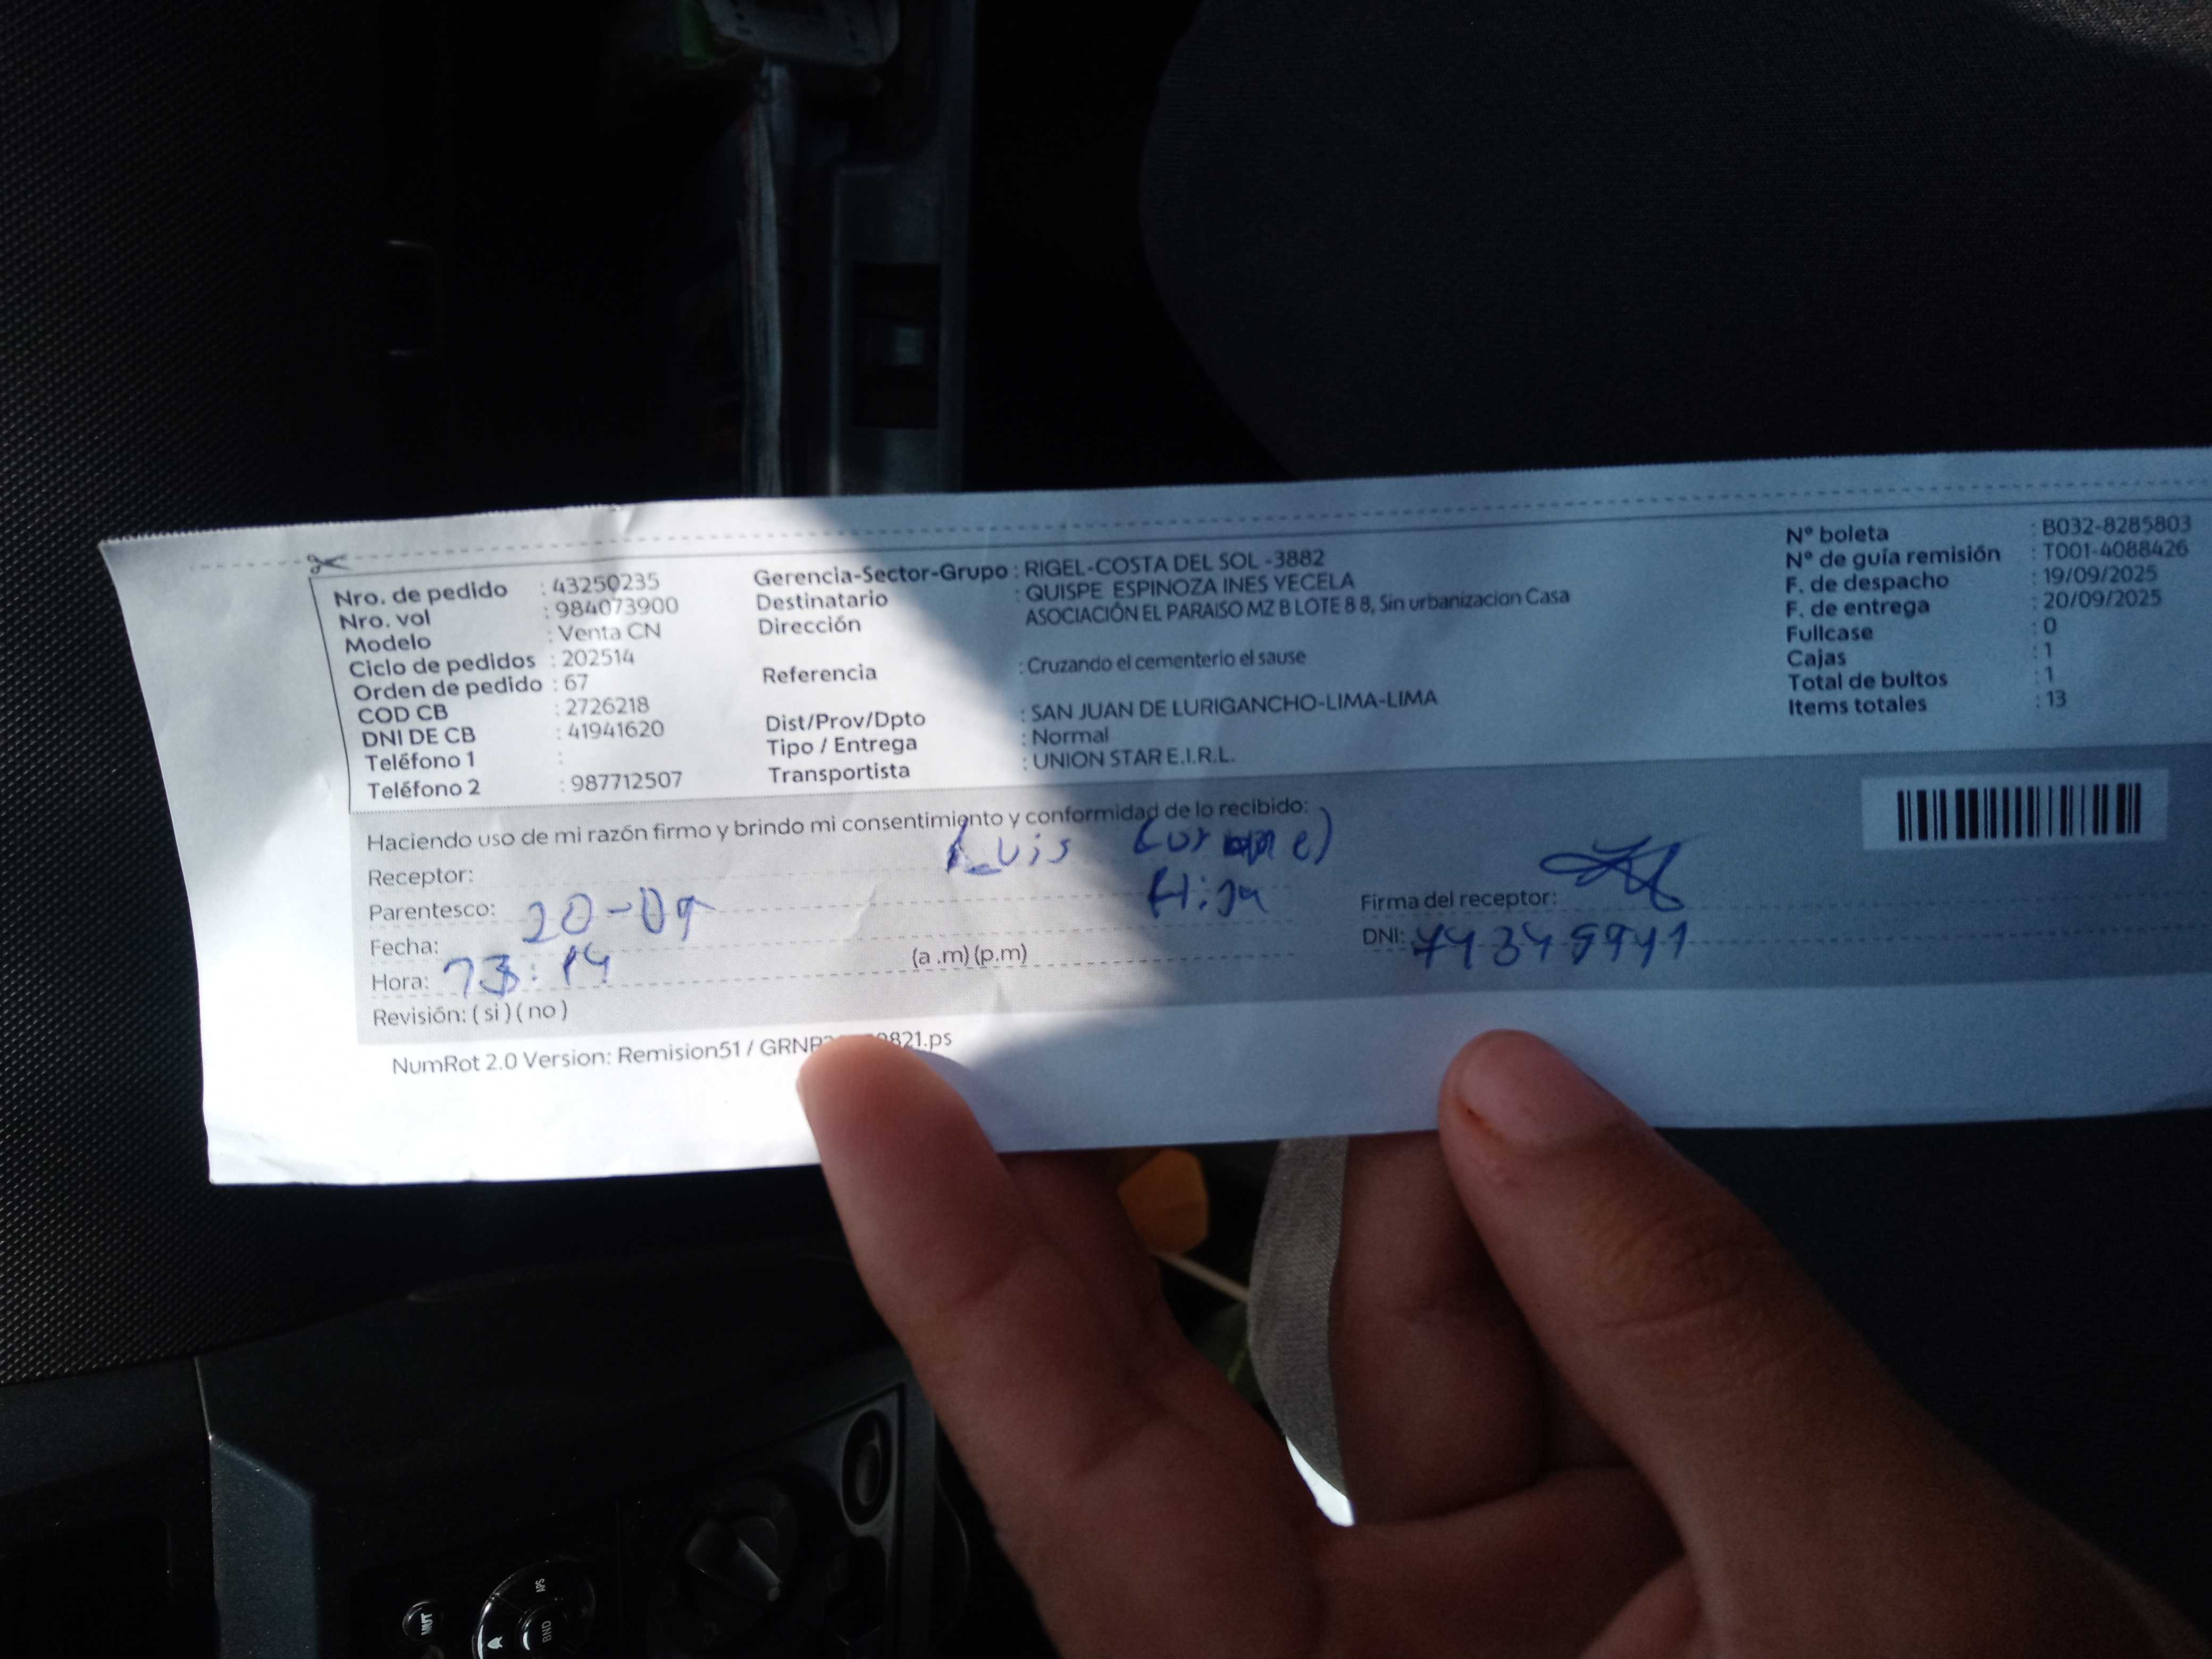 Nro. de pedido : 43250235
Nro. vol : 984073900
Modelo : Venta CN
Ciclo de pedidos : 202514
Orden de pedido : 67
COD CB : 2726218
DNI DE CB : 41941620
Teléfono 1 :
Teléfono 2 : 987712507
Gerencia-Sector-Grupo : RIGEL-COSTA DEL SOL -3882
Destinatario : QUISPE ESPINOZA INES YECELA
Dirección ASOCIACIÓN EL PARAISO MZ B LOTE 8 8, Sin urbanizacion Casa
Referencia : Cruzando el cementerio el sause
Dist/Prov/Dpto : SAN JUAN DE LURIGANCHO-LIMA-LIMA
Tipo / Entrega : Normal
Transportista : UNION STAR E.I.R.L.
Nº boleta : B032-8285803
Nº de guía remisión : T001-4088426
F. de despacho : 19/09/2025
F. de entrega : 20/09/2025
Fullcase : 0
Cajas : 1
Total de bultos : 1
Items totales : 13
Haciendo uso de mi razón firmo y brindo mi consentimiento y conformidad de lo recibido:
Receptor: Luis
Parentesco: Hija
Fecha: 20-09
Hora: 13:14 (a .m) (p.m)
Revisión: ( si ) ( no )
Firma del receptor:
DNI:
NumRot 2.0 Version: Remision51 / 821.ps
MUT
APS
BND